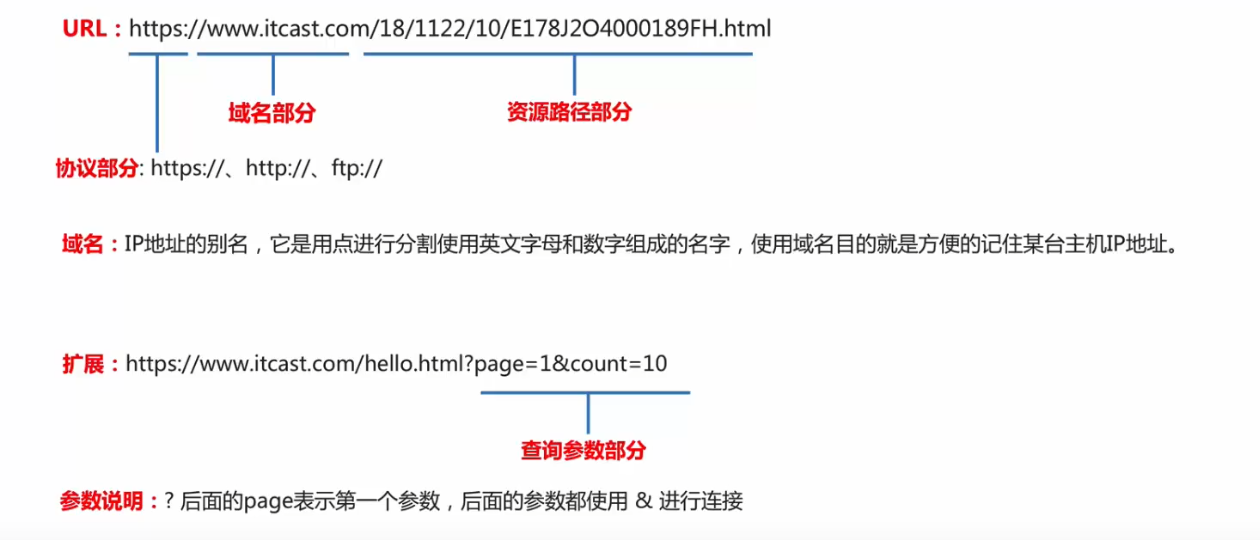 URL：https://www.itcast.com/18/1122/10/E178J2O4000189FH.html
域名部分 资源路径部分
协议部分: https://、http://、ftp://
域名：IP地址的别名，它是用点进行分割使用英文字母和数字组成的名字，使用域名目的就是方便的记住某台主机IP地址。
扩展：https://www.itcast.com/hello.html?page=1&count=10
查询参数部分
参数说明：? 后面的page表示第一个参数，后面的参数都使用 & 进行连接